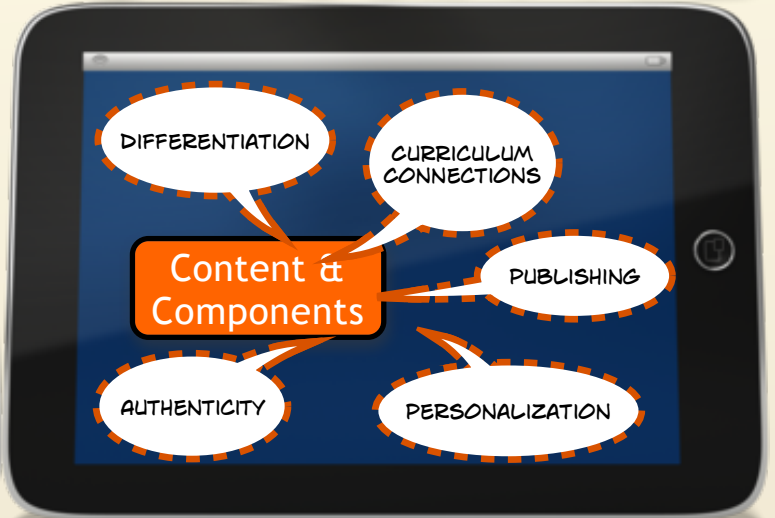 DIFFERENTIATION
CURRICULUM
CONNECTIONS
Content &
Components
PUBLISHING
AUTHENTICITY
PERSONALIZATION